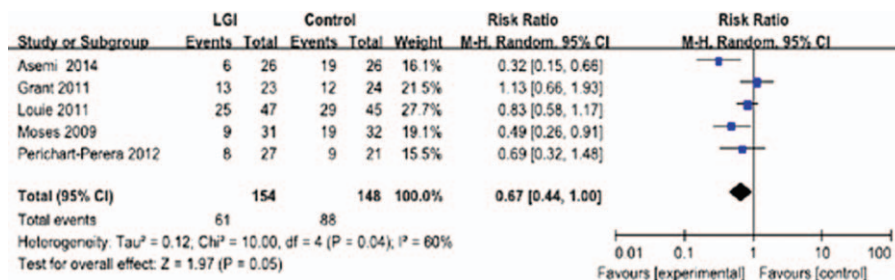 LGI Control Risk Ratio Risk Ratio
Study or Subgroup Events Total Events Total Weight M-H. Random. 95% CI M-H. Random. 95% CI
Asemi 2014 6 26 19 26 16.1% 0.32 [0.15, 0.66]
Grant 2011 13 23 12 24 21.5% 1.13 [0.66, 1.93]
Louie 2011 25 47 29 45 27.7% 0.83 [0.58, 1.17]
Moses 2009 9 31 19 32 19.1% 0.49 [0.26, 0.91]
Perichart-Perera 2012 8 27 9 21 15.5% 0.69 [0.32, 1.48]
Total (95% CI) 154 148 100.0% 0.67 [0.44, 1.00]
Total events 61 88
Heterogeneity: Tau² = 0.12, Chi² = 10.00, df = 4 (P = 0.04); I² = 60%
Test for overall effect: Z = 1.97 (P = 0.05)
0.01 0.1 1 10 100
Favours [experimental] Favours [control]